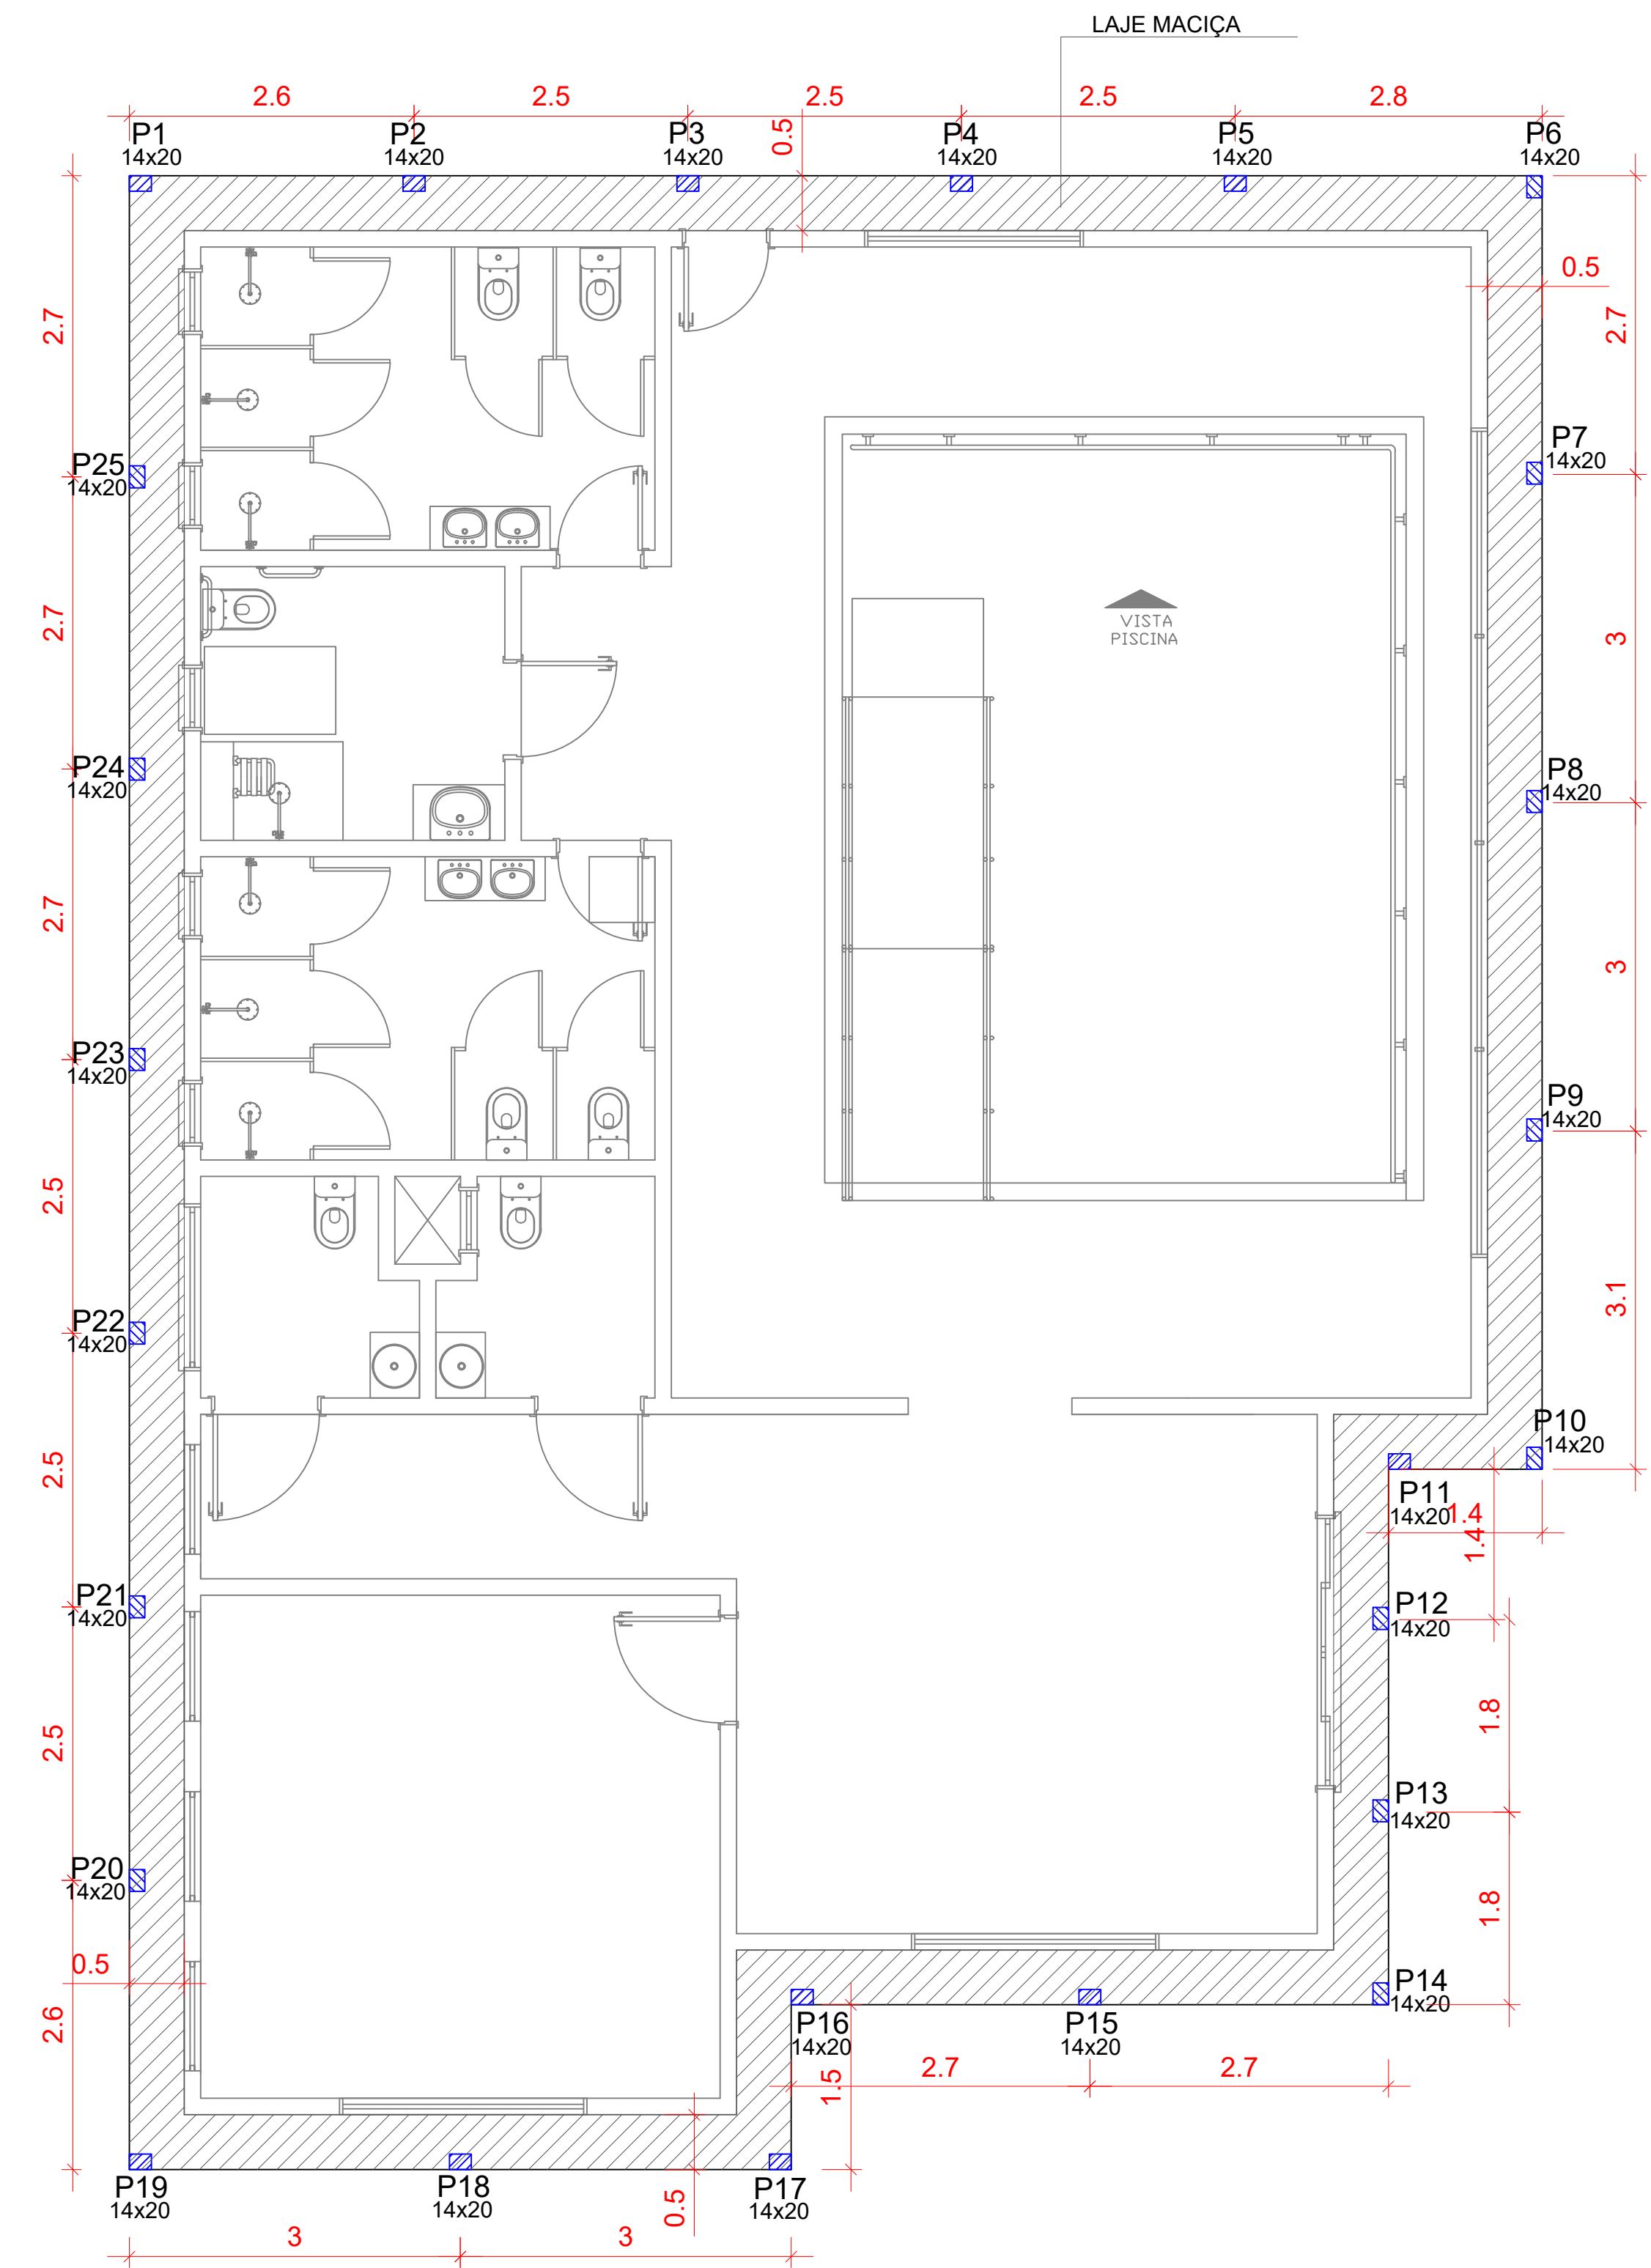 LAJE MACIÇA
2.6
2.5
2.5
2.5
2.8
P1
14x20
P2
14x20
P3
14x20
0.5
P4
14x20
P5
14x20
P6
14x20
0.5
2.7
2.7
P25
14x20
P7
14x20
2.7
VISTA
PISCINA
3
P24
14x20
P8
14x20
2.7
3
P23
14x20
P9
14x20
2.5
3.1
P22
14x20
P10
14x20
2.5
P11
14x20
1.4
1.4
P21
14x20
P12
14x20
2.5
1.8
P13
14x20
P20
14x20
1.8
0.5
P14
14x20
2.6
P16
14x20
P15
14x20
1.5
2.7
2.7
P19
14x20
P18
14x20
P17
14x20
0.5
3
3